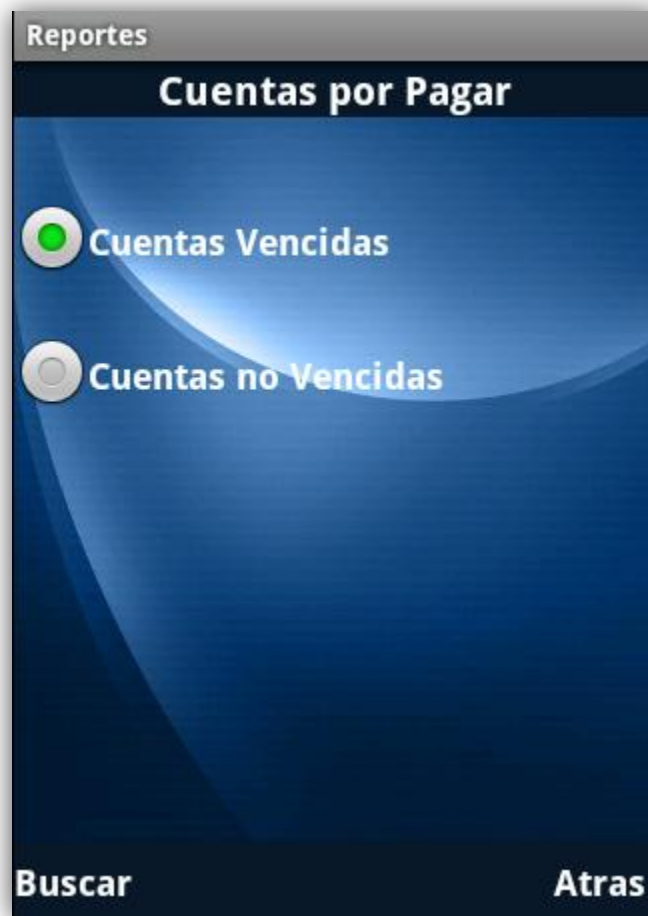 Reportes
Cuentas por Pagar
Cuentas Vencidas
Cuentas no Vencidas
Buscar Atras